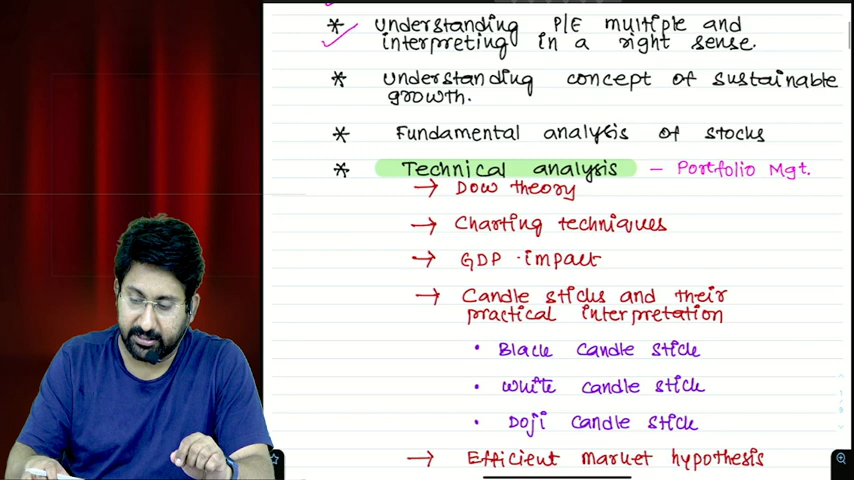 * Understanding P/E multiple and
interpreting in a right sense.
* Understanding concept of sustainable
growth.
* Fundamental analysis of stocks
* Technical analysis - Portfolio Mgt.
→ Dow theory
→ Charting techniques
→ GDP impact
→ Candle sticks and their
practical interpretation
• Black candle stick
• White candle stick
• Doji candle stick
→ Efficient market hypothesis